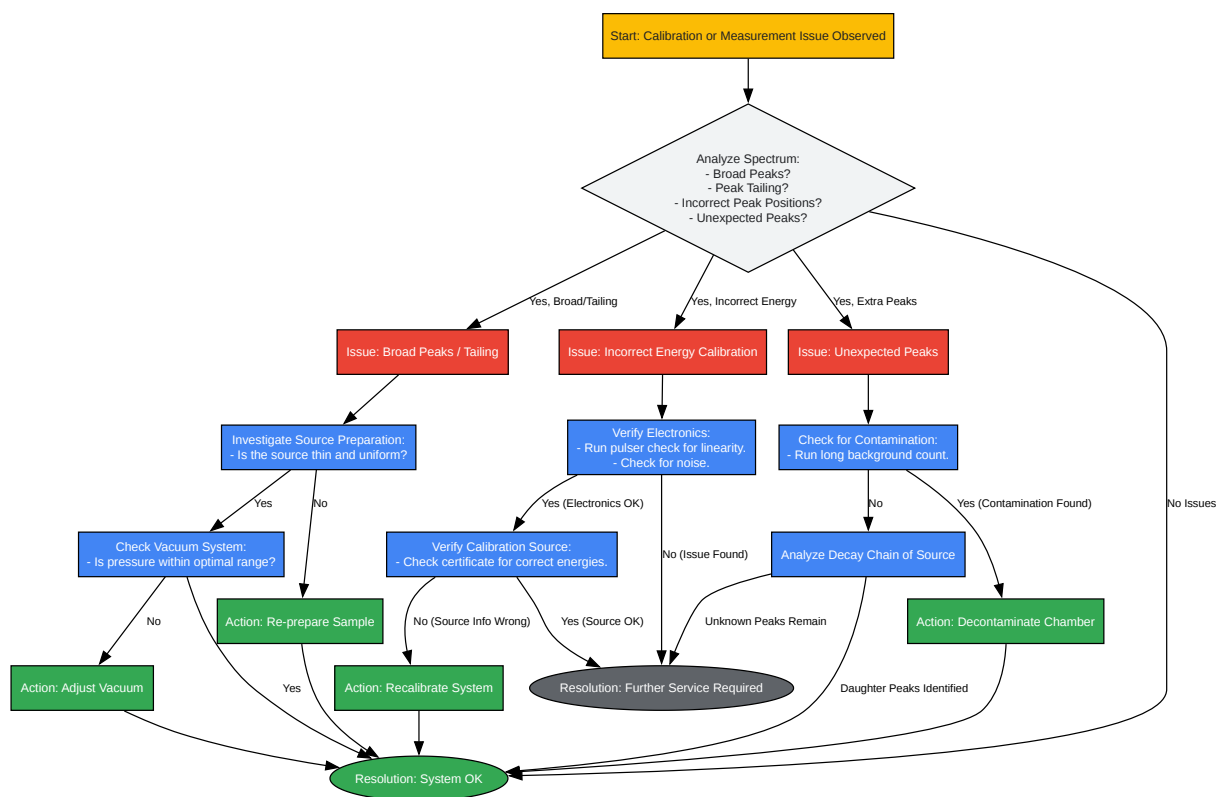 Start: Calibration or Measurement Issue Observed
Analyze Spectrum:
- Broad Peaks?
- Peak Tailing?
- Incorrect Peak Positions?
- Unexpected Peaks?
Yes, Broad/Tailing
Yes, Incorrect Energy
Yes, Extra Peaks
Issue: Broad Peaks / Tailing
Issue: Incorrect Energy Calibration
Issue: Unexpected Peaks
Investigate Source Preparation:
- Is the source thin and uniform?
Verify Electronics:
- Run pulser check for linearity.
- Check for noise.
Check for Contamination:
- Run long background count.
Yes
No
Yes (Electronics OK)
No
Yes (Contamination Found)
No Issues
Check Vacuum System:
- Is pressure within optimal range?
Verify Calibration Source:
- Check certificate for correct energies.
No (Issue Found)
Analyze Decay Chain of Source
No
Action: Re-prepare Sample
No (Source Info Wrong)
Yes (Source OK)
Unknown Peaks Remain
Action: Decontaminate Chamber
Action: Adjust Vacuum
Yes
Action: Recalibrate System
Resolution: Further Service Required
Daughter Peaks Identified
Resolution: System OK